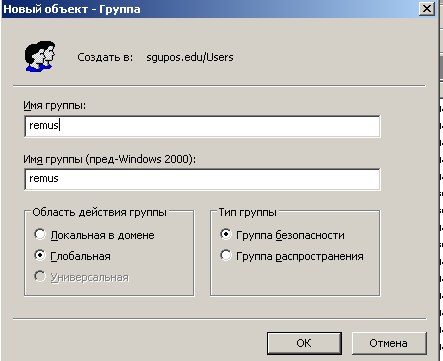 Новый объект - Группа
Создать в: sgupos.edu/Users
Имя группы:
remus
Имя группы (пред-Windows 2000):
remus
Область действия группы
Локальная в домене
Глобальная
Универсальная
Тип группы
Группа безопасности
Группа распространения
OK
Отмена